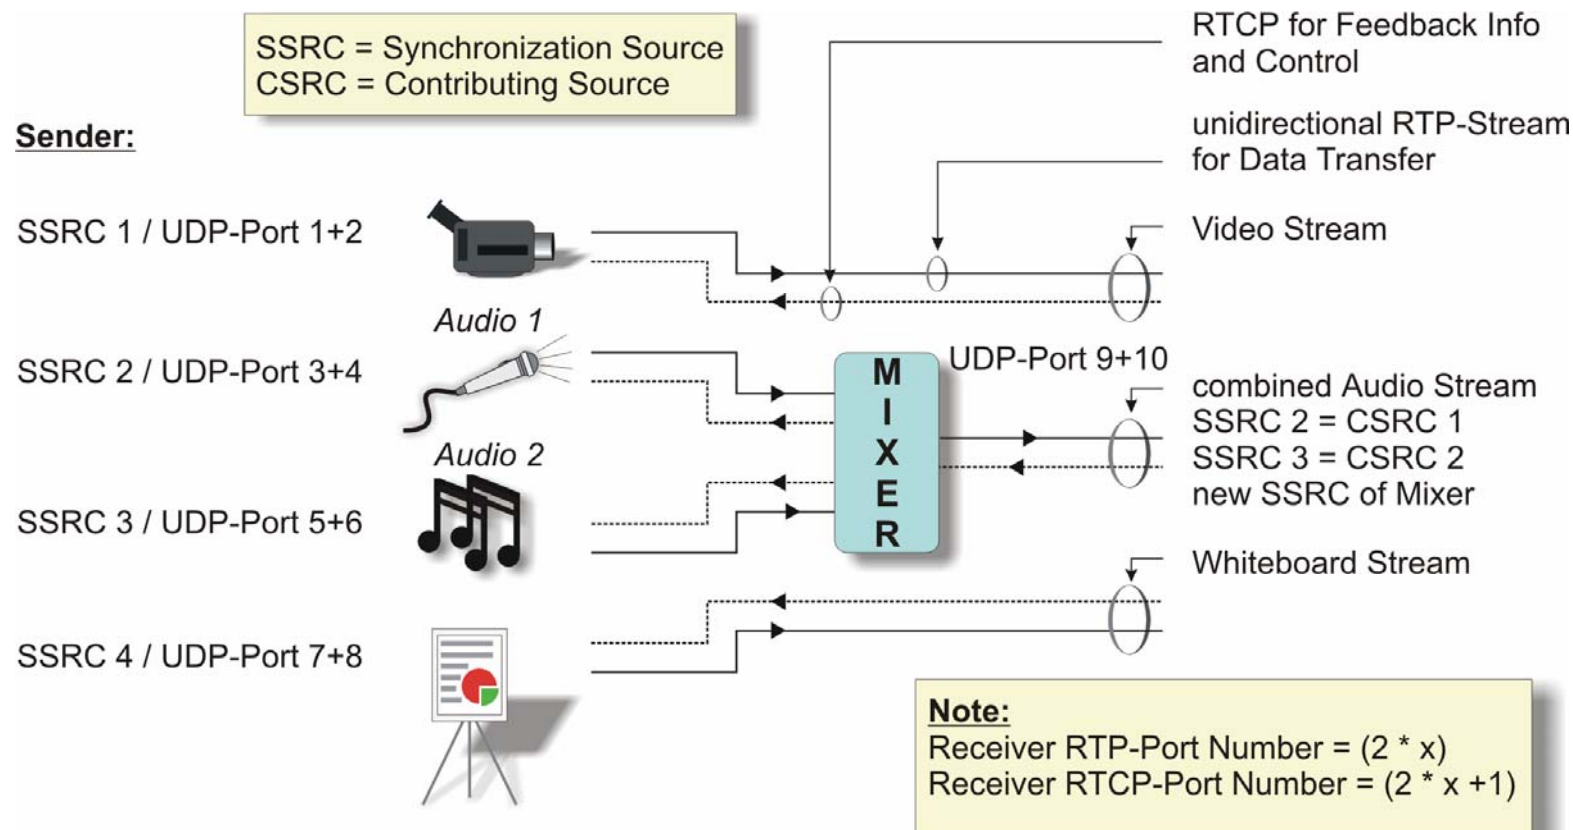 SSRC = Synchronization Source
CSRC = Contributing Source
RTCP for Feedback Info
and Control
unidirectional RTP-Stream
for Data Transfer
Sender:
SSRC 1 / UDP-Port 1+2
Video Stream
Audio 1
SSRC 2 / UDP-Port 3+4
MIXER
UDP-Port 9+10
combined Audio Stream
SSRC 2 = CSRC 1
SSRC 3 = CSRC 2
new SSRC of Mixer
Audio 2
SSRC 3 / UDP-Port 5+6
Whiteboard Stream
SSRC 4 / UDP-Port 7+8
Note:
Receiver RTP-Port Number = (2 * x)
Receiver RTCP-Port Number = (2 * x +1)